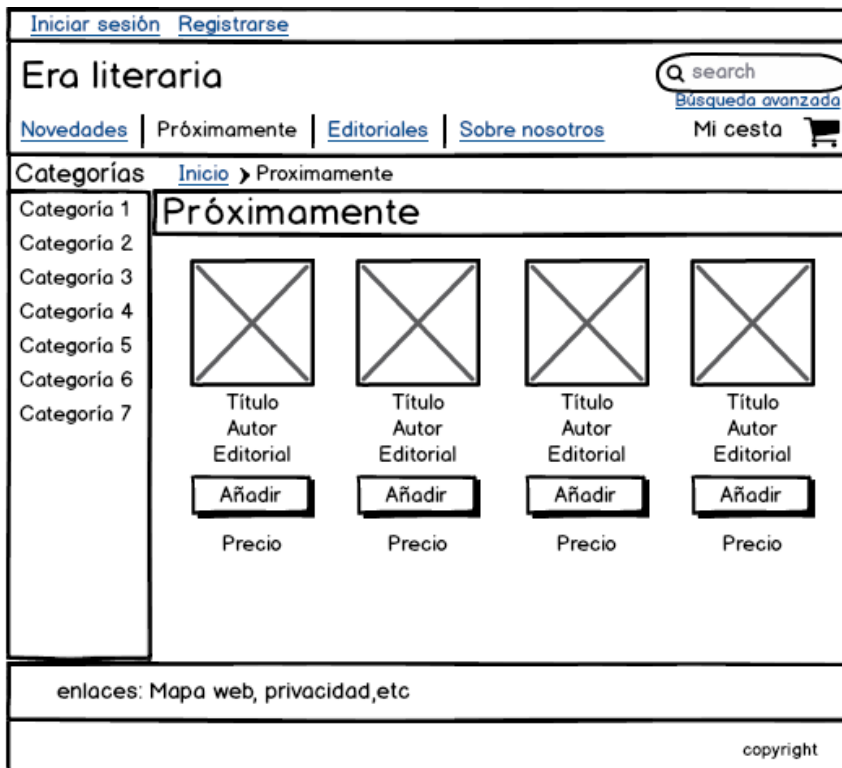 Iniciar sesión Registrarse
Era literaria
search
Búsqueda avanzada
Novedades Próximamente Editoriales Sobre nosotros Mi cesta
Categorías Inicio Proximamente
Categoría 1
Próximamente
Categoría 2
Categoría 3
Categoría 4
Categoría 5
Categoría 6
Categoría 7
Título Título Título Título
Autor Autor Autor Autor
Editorial Editorial Editorial Editorial
Añadir Añadir Añadir Añadir
Precio Precio Precio Precio
enlaces: Mapa web, privacidad,etc
copyright